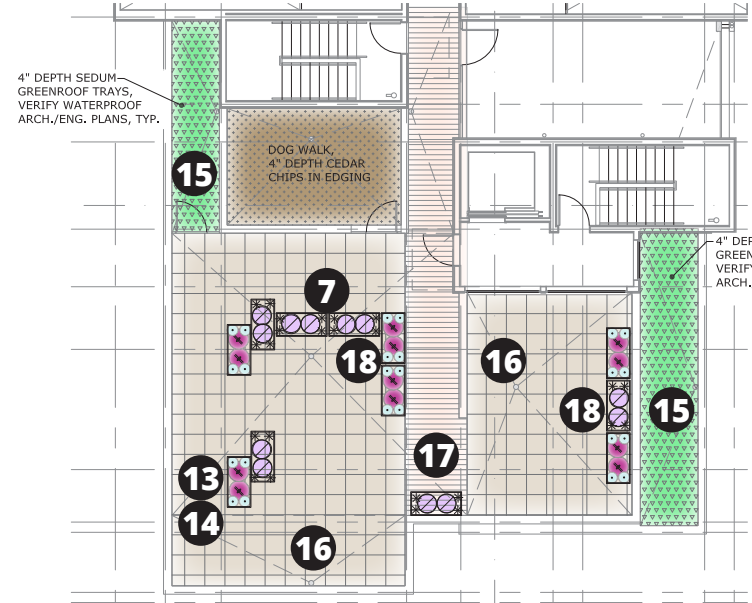 4" DEPTH SEDUM
GREENROOF TRAYS,
VERIFY WATERPROOF
ARCH./ENG. PLANS, TYP.
DOG WALK,
4" DEPTH CEDAR
CHIPS IN EDGING
15
4" DEP
GREEN
VERIFY
ARCH.
7
18
16
18
15
17
13
14
16